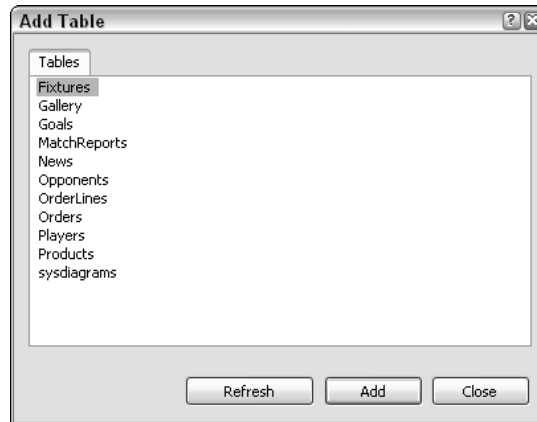 Add Table
Tables
Fixtures
Gallery
Goals
MatchReports
News
Opponents
OrderLines
Orders
Players
Products
sysdiagrams
Refresh Add Close